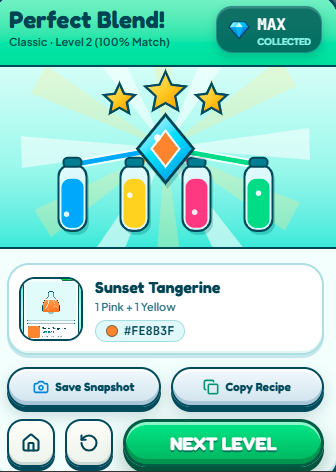 Perfect Blend!
Classic · Level 2 (100% Match)
MAX
COLLECTED
Sunset Tangerine
1 Pink + 1 Yellow
#FE8B3F
Save Snapshot
Copy Recipe
NEXT LEVEL